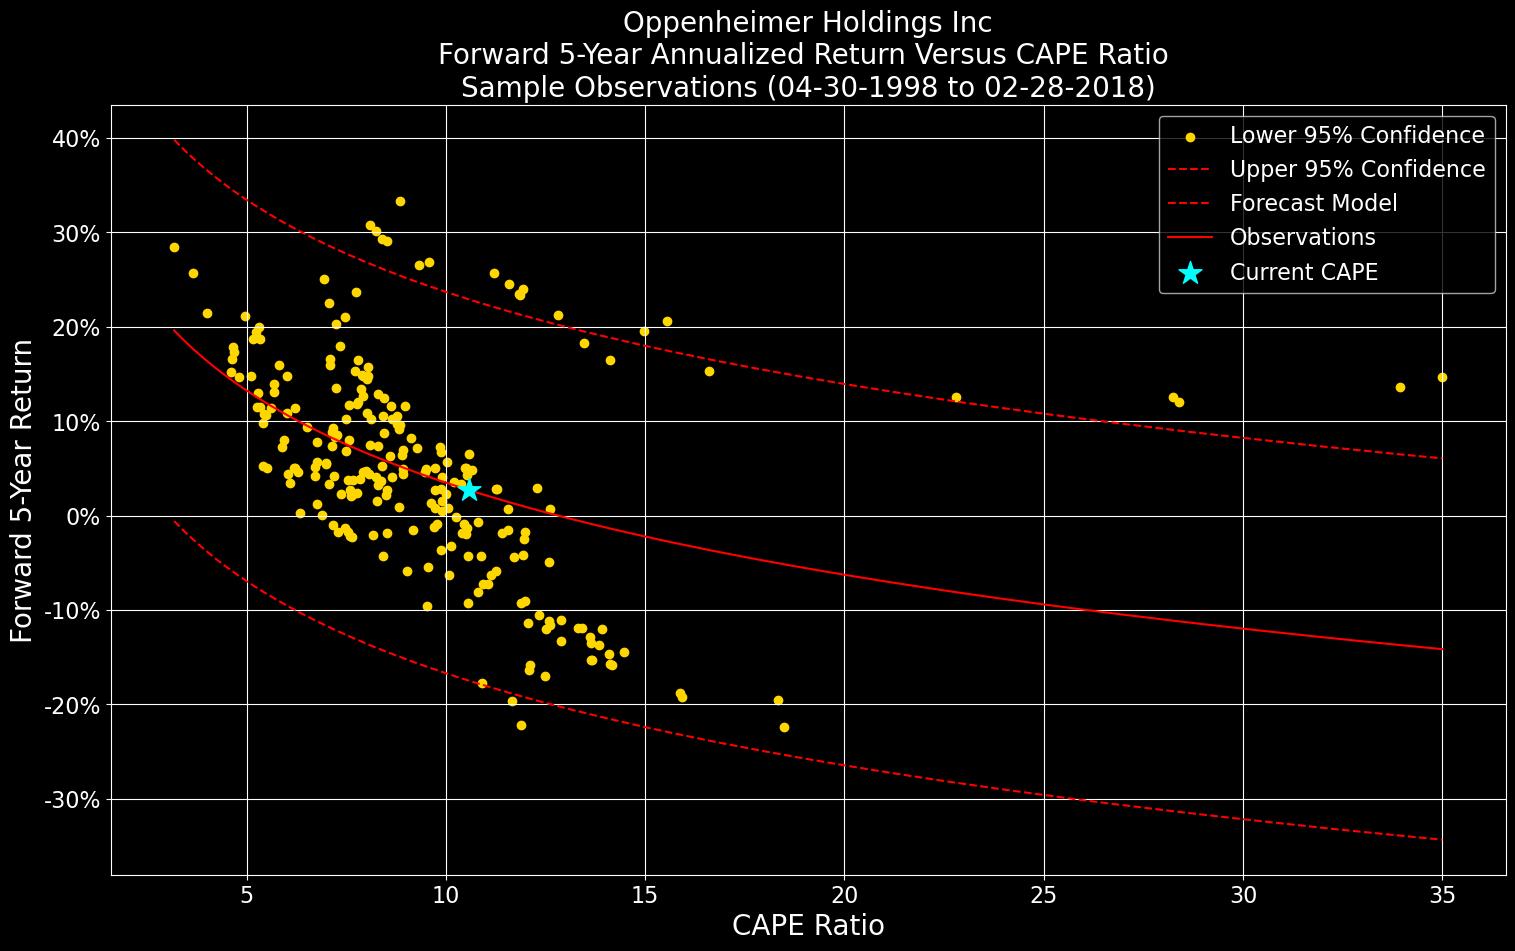 Oppenheimer Holdings Inc
Forward 5-Year Annualized Return Versus CAPE Ratio
Sample Observations (04-30-1998 to 02-28-2018)
Lower 95% Confidence
Upper 95% Confidence
Forecast Model
Observations
Current CAPE
Forward 5-Year Return
40%
30%
20%
10%
0%
-10%
-20%
-30%
5
10
15
20
25
30
35
CAPE Ratio